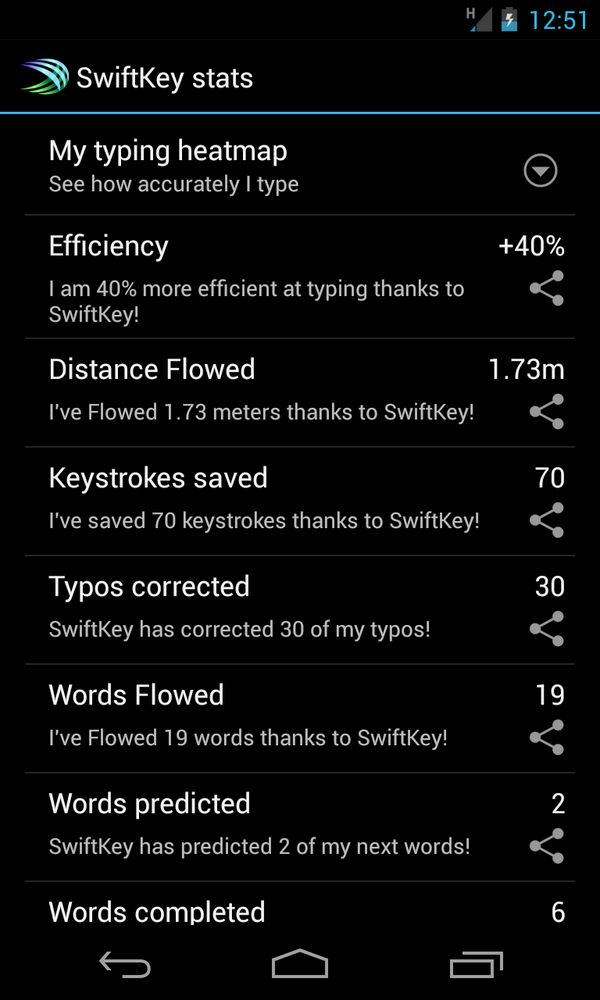 H 12:51
SwiftKey stats
My typing heatmap
See how accurately I type
Efficiency +40%
I am 40% more efficient at typing thanks to
SwiftKey!
Distance Flowed 1.73m
I've Flowed 1.73 meters thanks to SwiftKey!
Keystrokes saved 70
I've saved 70 keystrokes thanks to SwiftKey!
Typos corrected 30
SwiftKey has corrected 30 of my typos!
Words Flowed 19
I've Flowed 19 words thanks to SwiftKey!
Words predicted 2
SwiftKey has predicted 2 of my next words!
Words completed 6